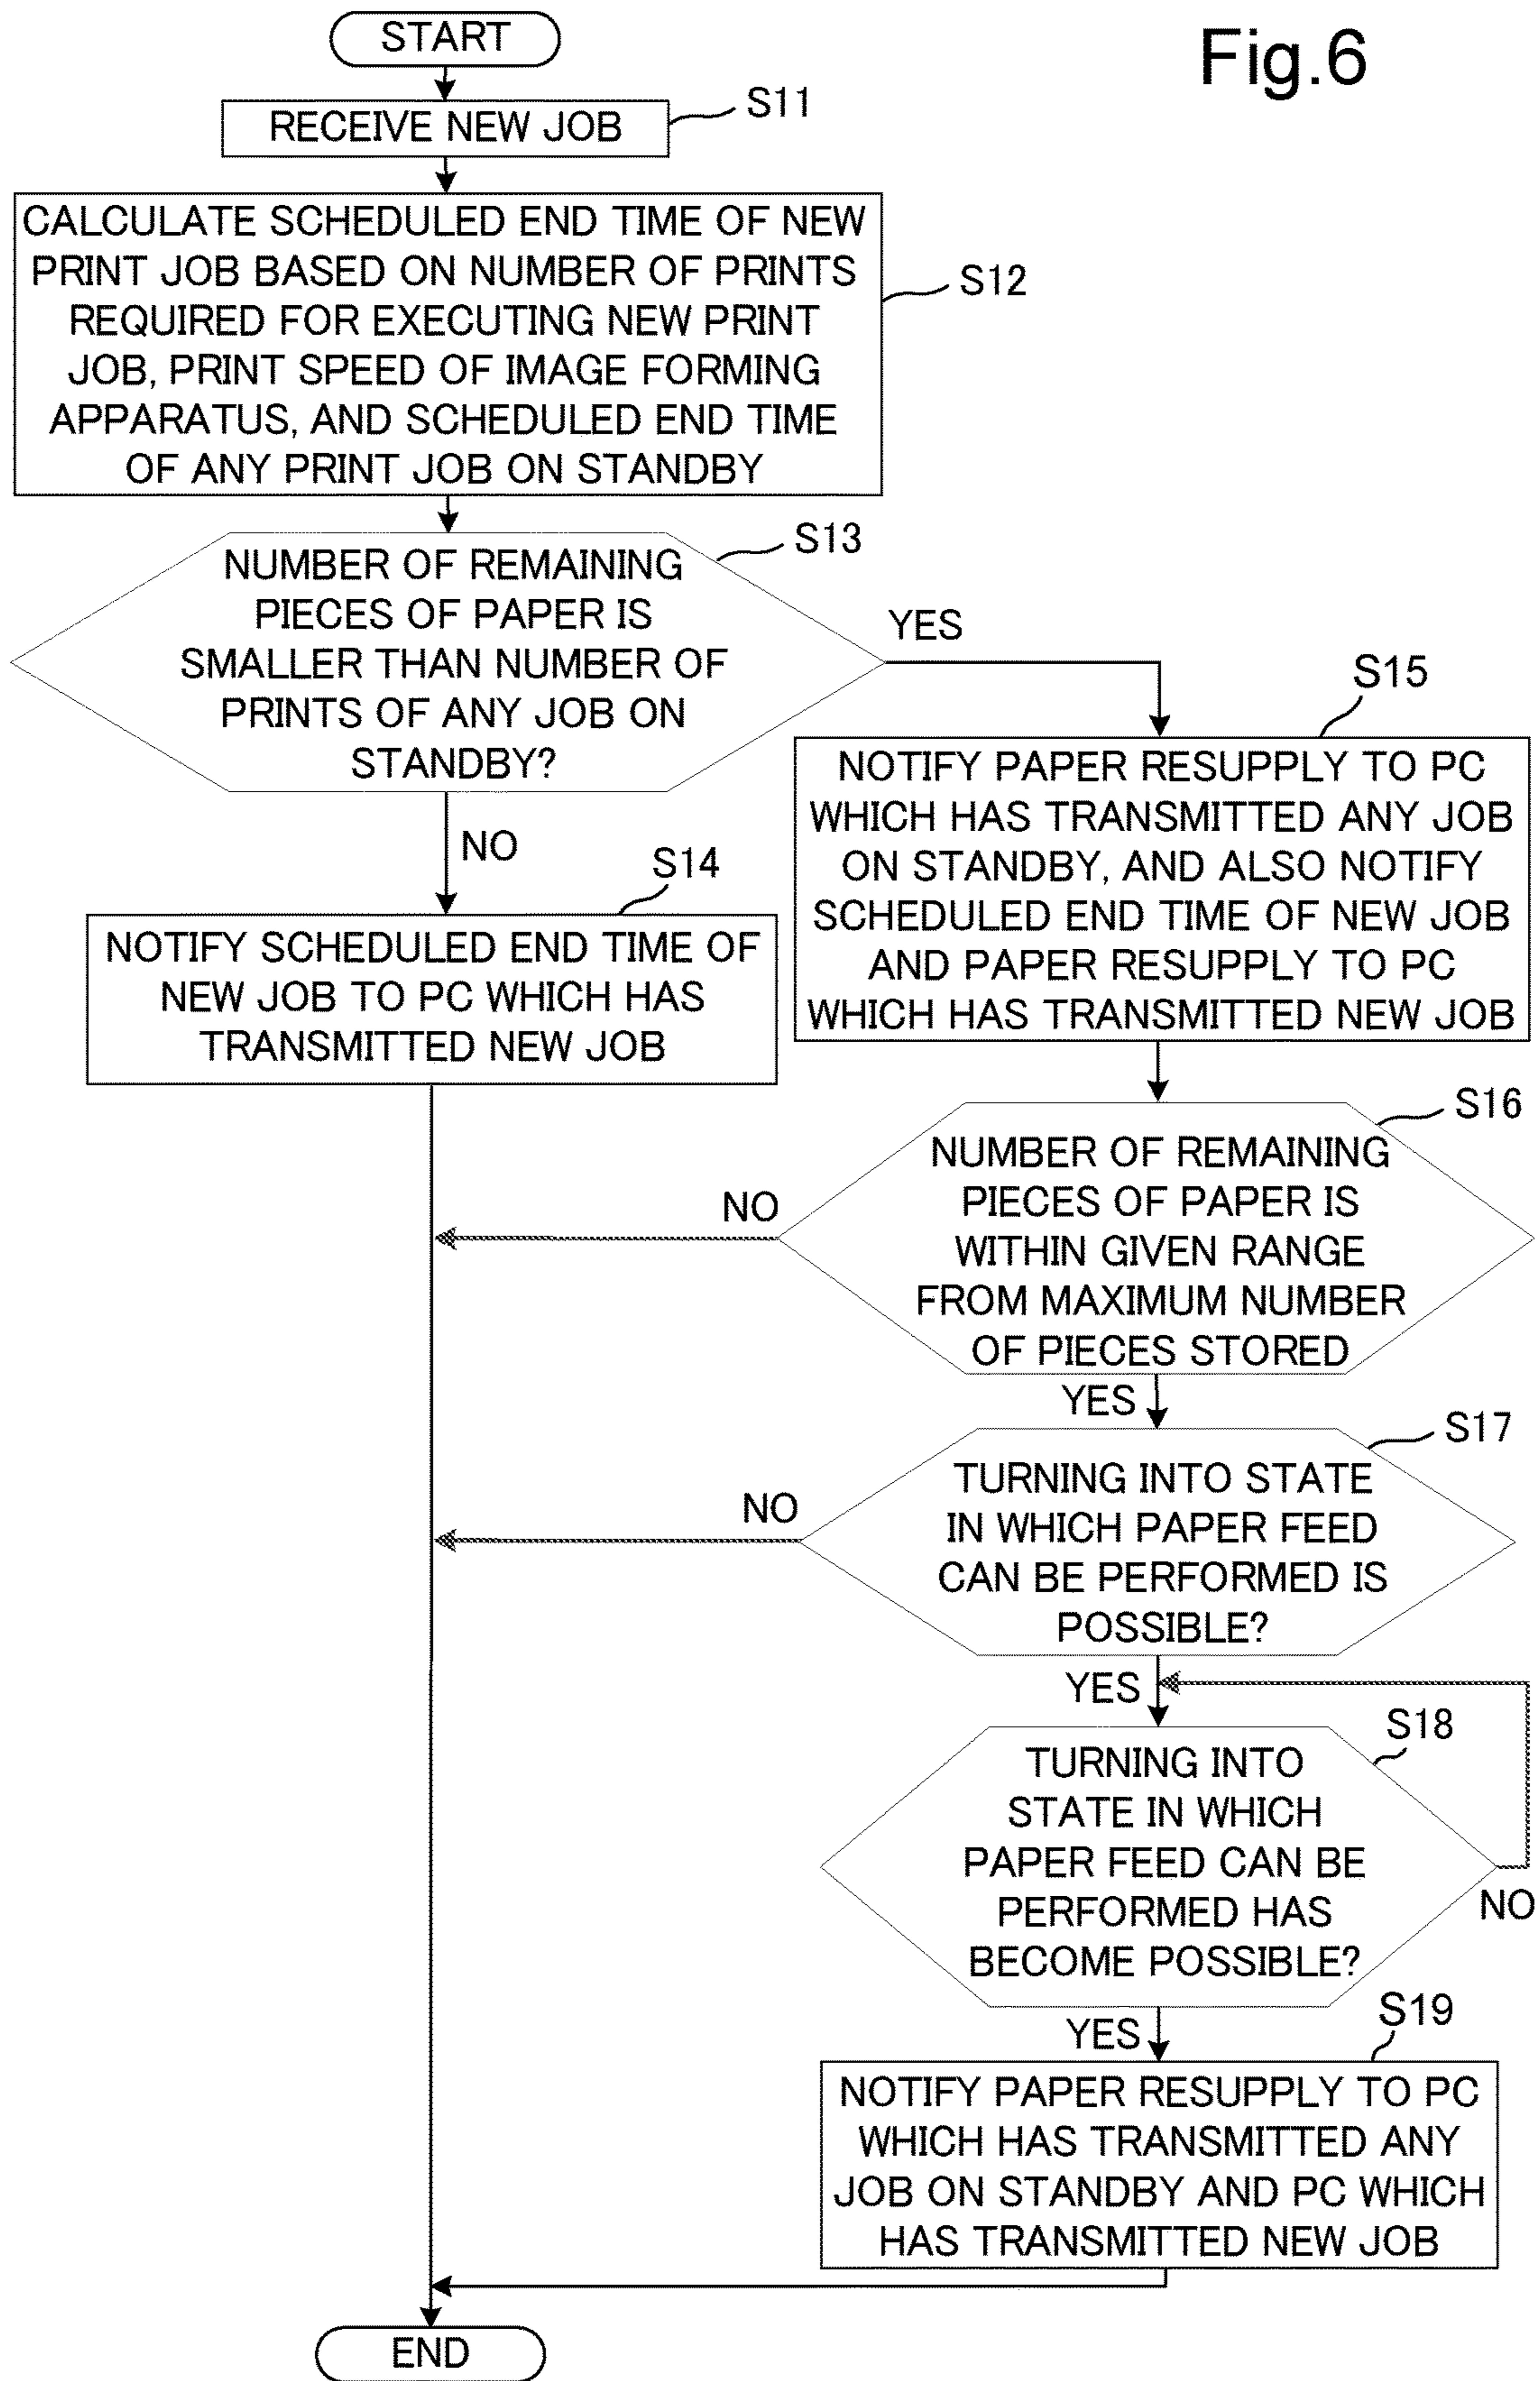 START
Fig.6
RECEIVE NEW JOB
S11
CALCULATE SCHEDULED END TIME OF NEW
PRINT JOB BASED ON NUMBER OF PRINTS
REQUIRED FOR EXECUTING NEW PRINT
JOB, PRINT SPEED OF IMAGE FORMING
APPARATUS, AND SCHEDULED END TIME
OF ANY PRINT JOB ON STANDBY
S12
NUMBER OF REMAINING
PIECES OF PAPER IS
SMALLER THAN NUMBER OF
PRINTS OF ANY JOB ON
STANDBY?
S13
YES
NO
S14
NOTIFY SCHEDULED END TIME OF
NEW JOB TO PC WHICH HAS
TRANSMITTED NEW JOB
S15
NOTIFY PAPER RESUPPLY TO PC
WHICH HAS TRANSMITTED ANY JOB
ON STANDBY, AND ALSO NOTIFY
SCHEDULED END TIME OF NEW JOB
AND PAPER RESUPPLY TO PC
WHICH HAS TRANSMITTED NEW JOB
S16
NUMBER OF REMAINING
PIECES OF PAPER IS
WITHIN GIVEN RANGE
FROM MAXIMUM NUMBER
OF PIECES STORED
NO
YES
S17
TURNING INTO STATE
IN WHICH PAPER FEED
CAN BE PERFORMED IS
POSSIBLE?
NO
YES
S18
TURNING INTO
STATE IN WHICH
PAPER FEED CAN BE
PERFORMED HAS
BECOME POSSIBLE?
NO
YES
S19
NOTIFY PAPER RESUPPLY TO PC
WHICH HAS TRANSMITTED ANY
JOB ON STANDBY AND PC WHICH
HAS TRANSMITTED NEW JOB
END